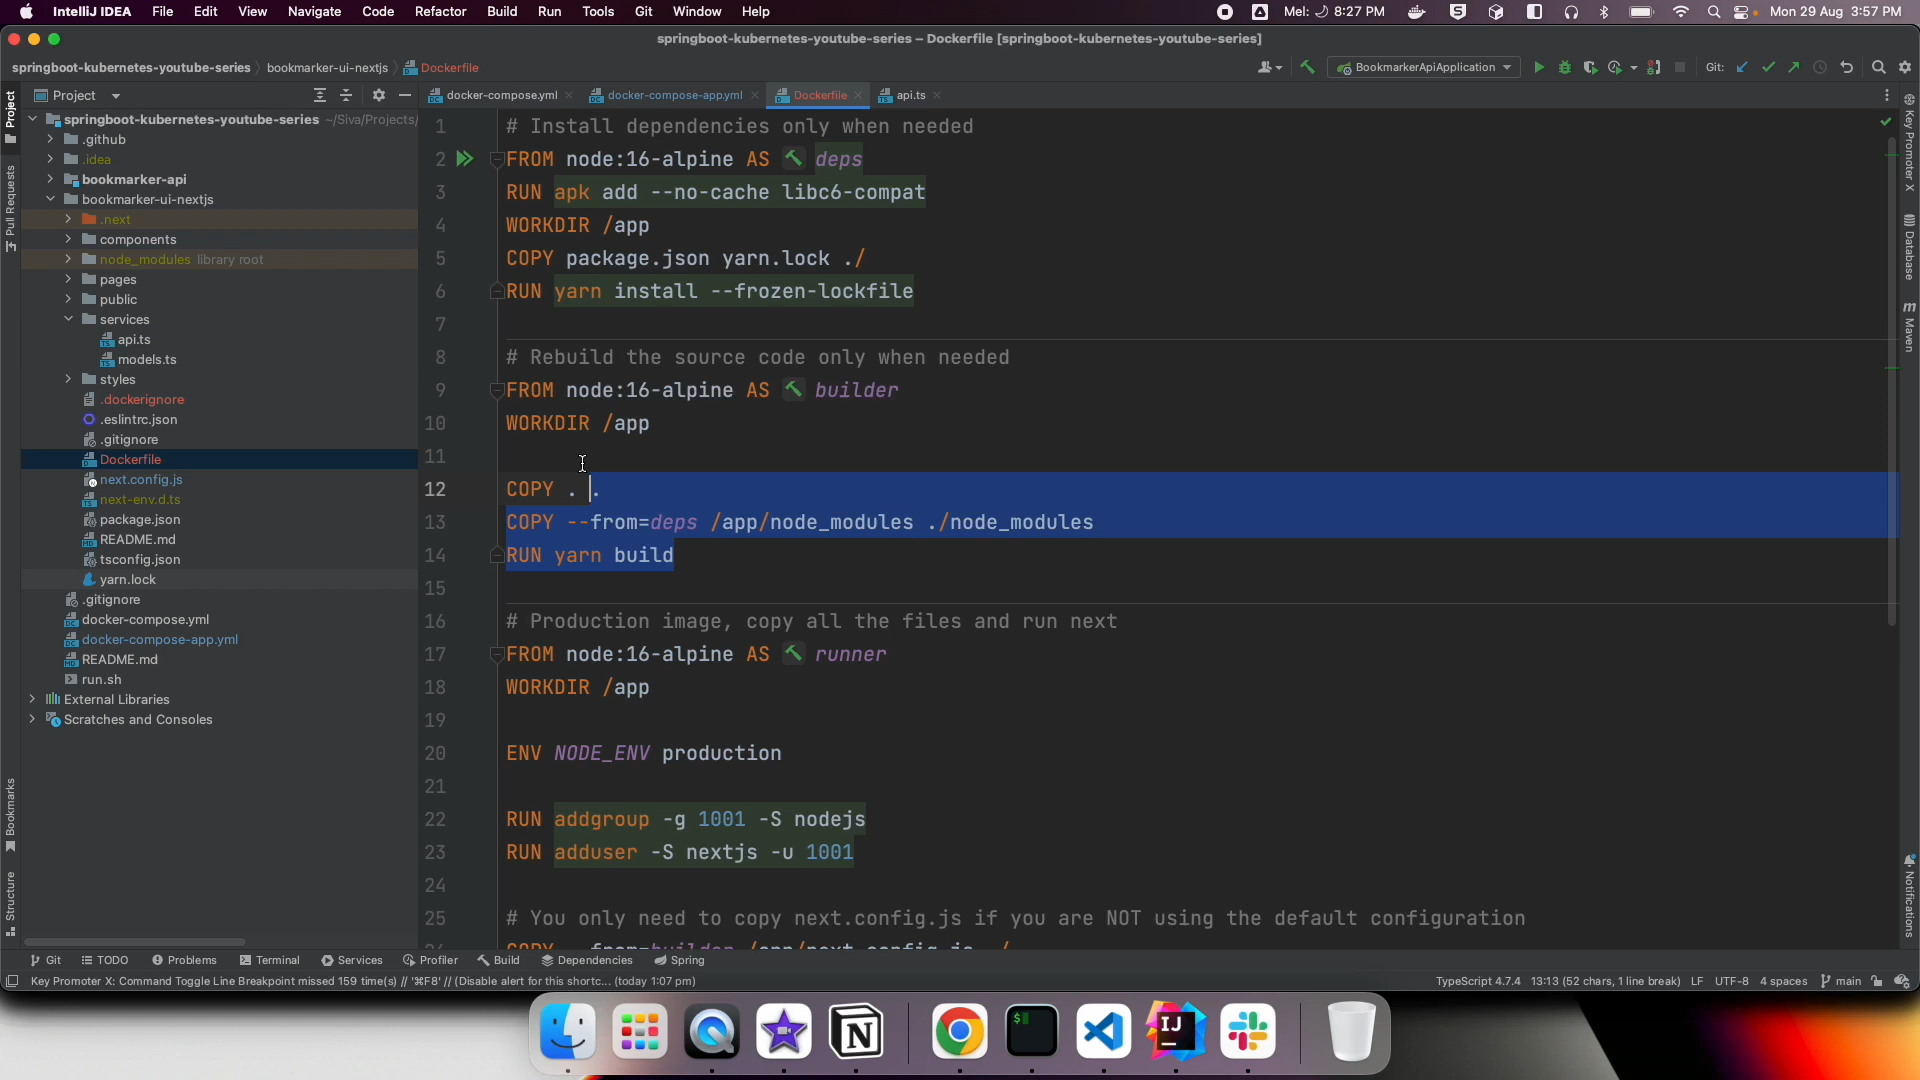 IntelliJ IDEA File Edit View Navigate Code Refactor Build Run Tools Git Window Help Mel: 8:27 PM Mon 29 Aug 3:57 PM
springboot-kubernetes-youtube-series – Dockerfile [springboot-kubernetes-youtube-series]
springboot-kubernetes-youtube-series bookmarker-ui-nextjs Dockerfile BookmarkerApiApplication Git:
Project docker-compose.yml docker-compose-app.yml Dockerfile api.ts
springboot-kubernetes-youtube-series ~/Siva/Projects/
.github
.idea
bookmarker-api
bookmarker-ui-nextjs
.next
components
node_modules library root
pages
public
services
api.ts
models.ts
styles
.dockerignore
.eslintrc.json
.gitignore
Dockerfile
next.config.js
next-env.d.ts
package.json
README.md
tsconfig.json
yarn.lock
.gitignore
docker-compose.yml
docker-compose-app.yml
README.md
run.sh
External Libraries
Scratches and Consoles
Project
Pull Requests
Bookmarks
Structure
1 # Install dependencies only when needed
2 FROM node:16-alpine AS deps
3 RUN apk add --no-cache libc6-compat
4 WORKDIR /app
5 COPY package.json yarn.lock ./
6 RUN yarn install --frozen-lockfile
7
8 # Rebuild the source code only when needed
9 FROM node:16-alpine AS builder
10 WORKDIR /app
11
12 COPY . .
13 COPY --from=deps /app/node_modules ./node_modules
14 RUN yarn build
15
16 # Production image, copy all the files and run next
17 FROM node:16-alpine AS runner
18 WORKDIR /app
19
20 ENV NODE_ENV production
21
22 RUN addgroup -g 1001 -S nodejs
23 RUN adduser -S nextjs -u 1001
24
25 # You only need to copy next.config.js if you are NOT using the default configuration
26 COPY --from=builder /app/next.config.js ./
Key Promoter X
Database
m Maven
Notifications
Git TODO Problems Terminal Services Profiler Build Dependencies Spring
Key Promoter X: Command Toggle Line Breakpoint missed 159 time(s) // '⌘F8' // (Disable alert for this shortc... (today 1:07 pm) TypeScript 4.7.4 13:13 (52 chars, 1 line break) LF UTF-8 4 spaces main